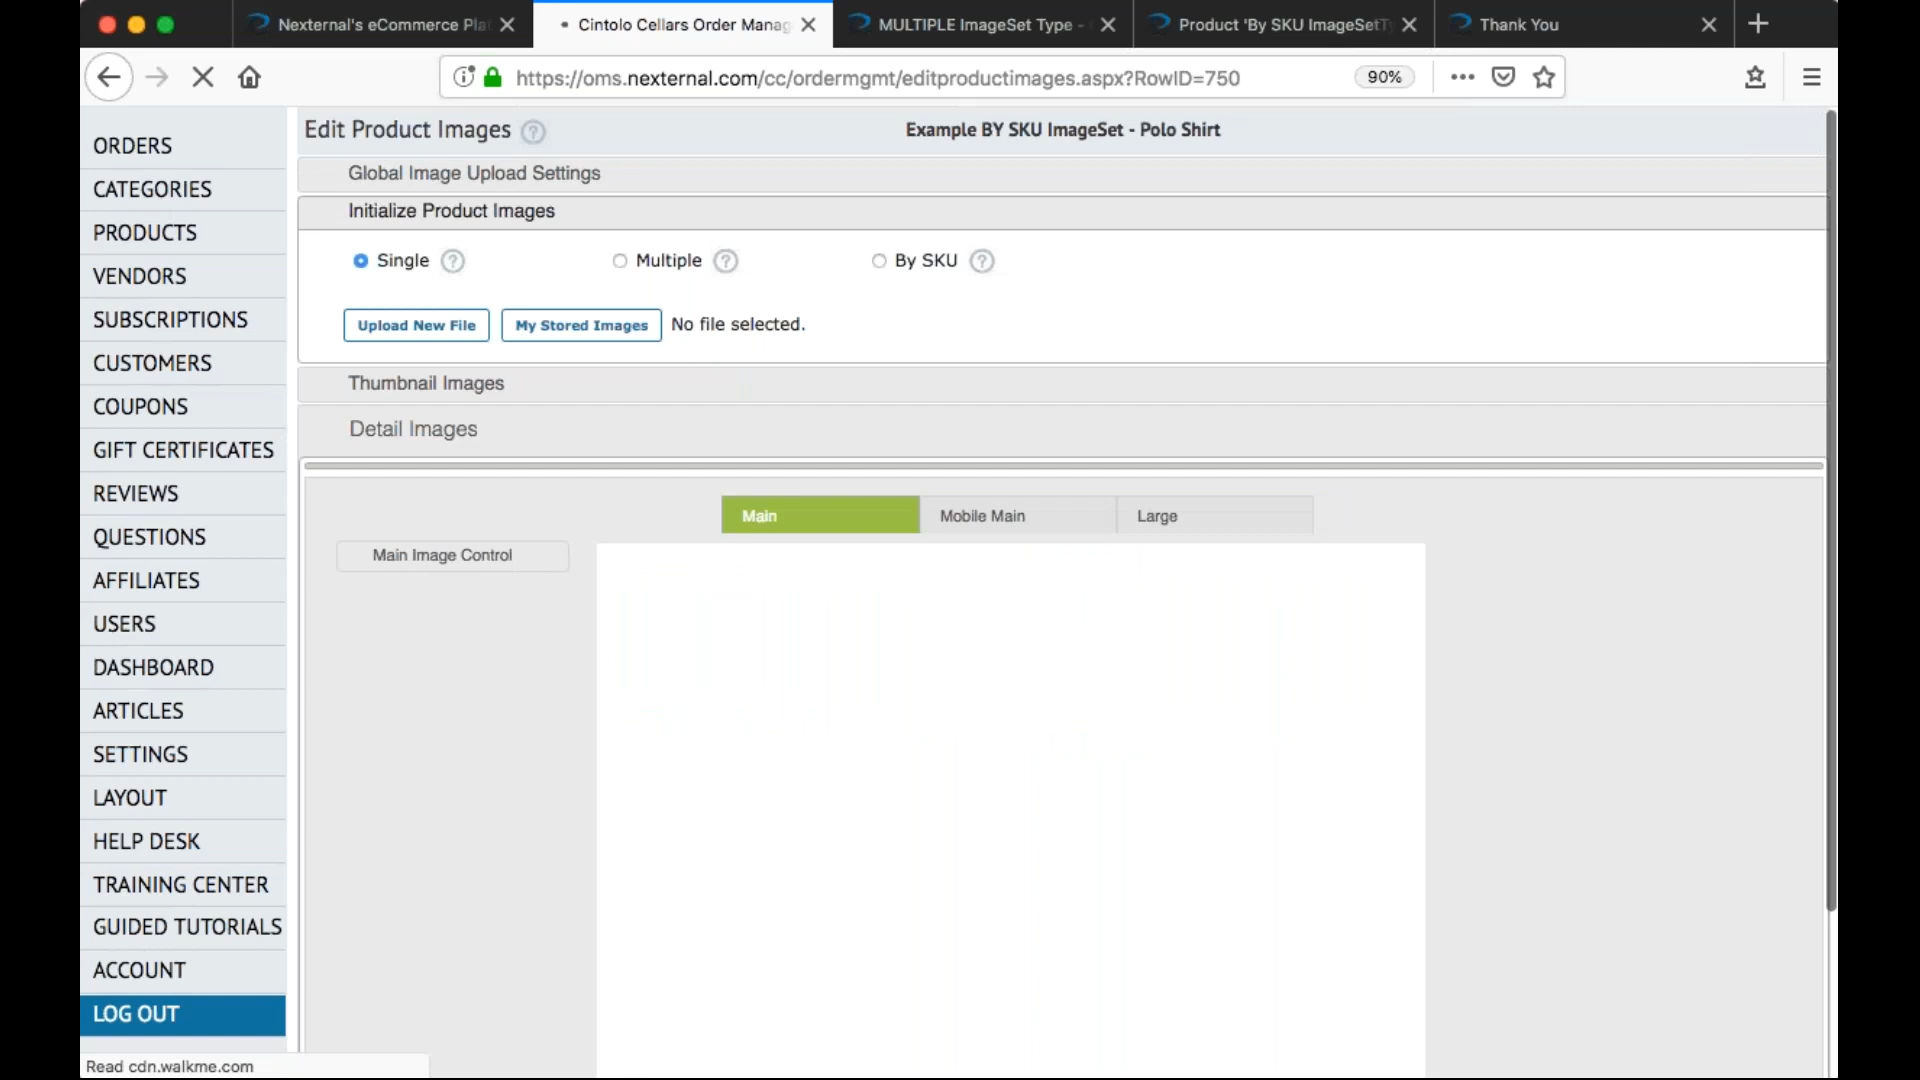 Nexternal's eCommerce Pla
Cintolo Cellars Order Manag
MULTIPLE ImageSet Type -
Product 'By SKU ImageSetT
Thank You
https://oms.nexternal.com/cc/ordermgmt/editproductimages.aspx?RowID=750
90%
ORDERS
CATEGORIES
PRODUCTS
VENDORS
SUBSCRIPTIONS
CUSTOMERS
COUPONS
GIFT CERTIFICATES
REVIEWS
QUESTIONS
AFFILIATES
USERS
DASHBOARD
ARTICLES
SETTINGS
LAYOUT
HELP DESK
TRAINING CENTER
GUIDED TUTORIALS
ACCOUNT
LOG OUT
Edit Product Images ?
Example BY SKU ImageSet - Polo Shirt
Global Image Upload Settings
Initialize Product Images
Single ? Multiple ? By SKU ?
Upload New File My Stored Images No file selected.
Thumbnail Images
Detail Images
Main Mobile Main Large
Main Image Control
Read cdn.walkme.com